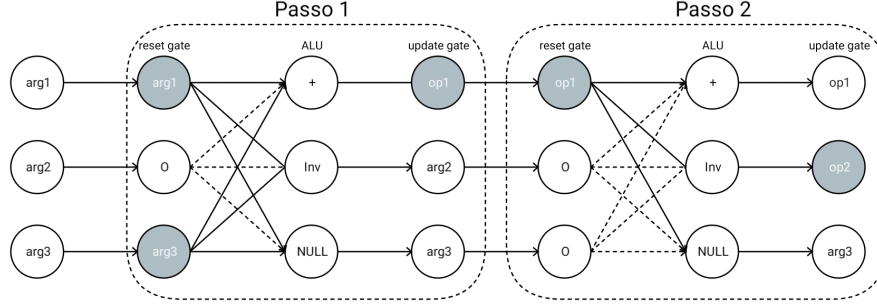 Passo 1 Passo 2
reset gate ALU update gate reset gate ALU update gate
arg1 arg1 + op1 op1 + op1
arg2 O Inv arg2 O Inv op2
arg3 arg3 NULL arg3 O NULL arg3